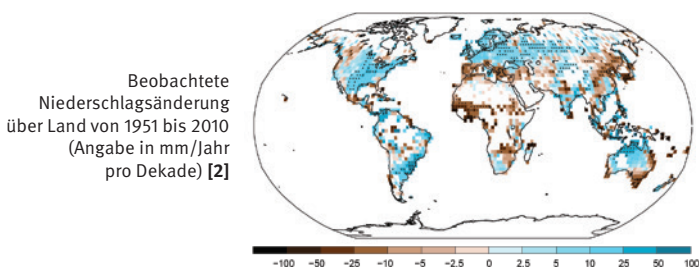 Beobachtete
Niederschlagsänderung
über Land von 1951 bis 2010
(Angabe in mm/Jahr
pro Dekade) [2]
−100 −50 −25 −10 −5 −2.5 0 2.5 5 10 25 50 100